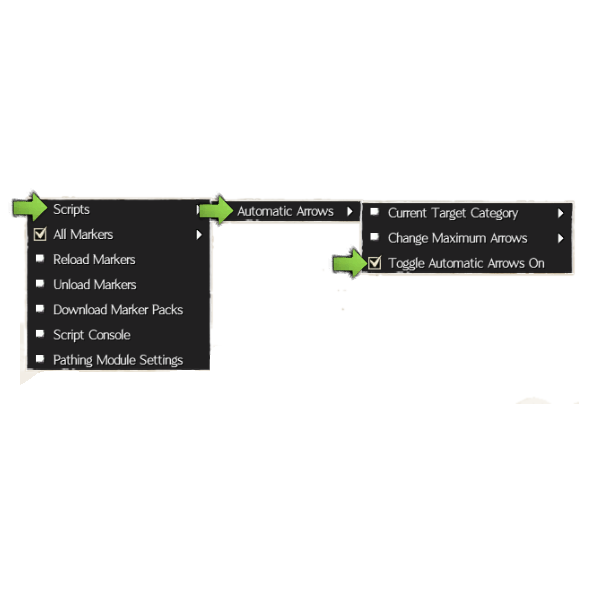 Scripts
All Markers
Reload Markers
Unload Markers
Download Marker Packs
Script Console
Pathing Module Settings
Automatic Arrows
Current Target Category
Change Maximum Arrows
Toggle Automatic Arrows On